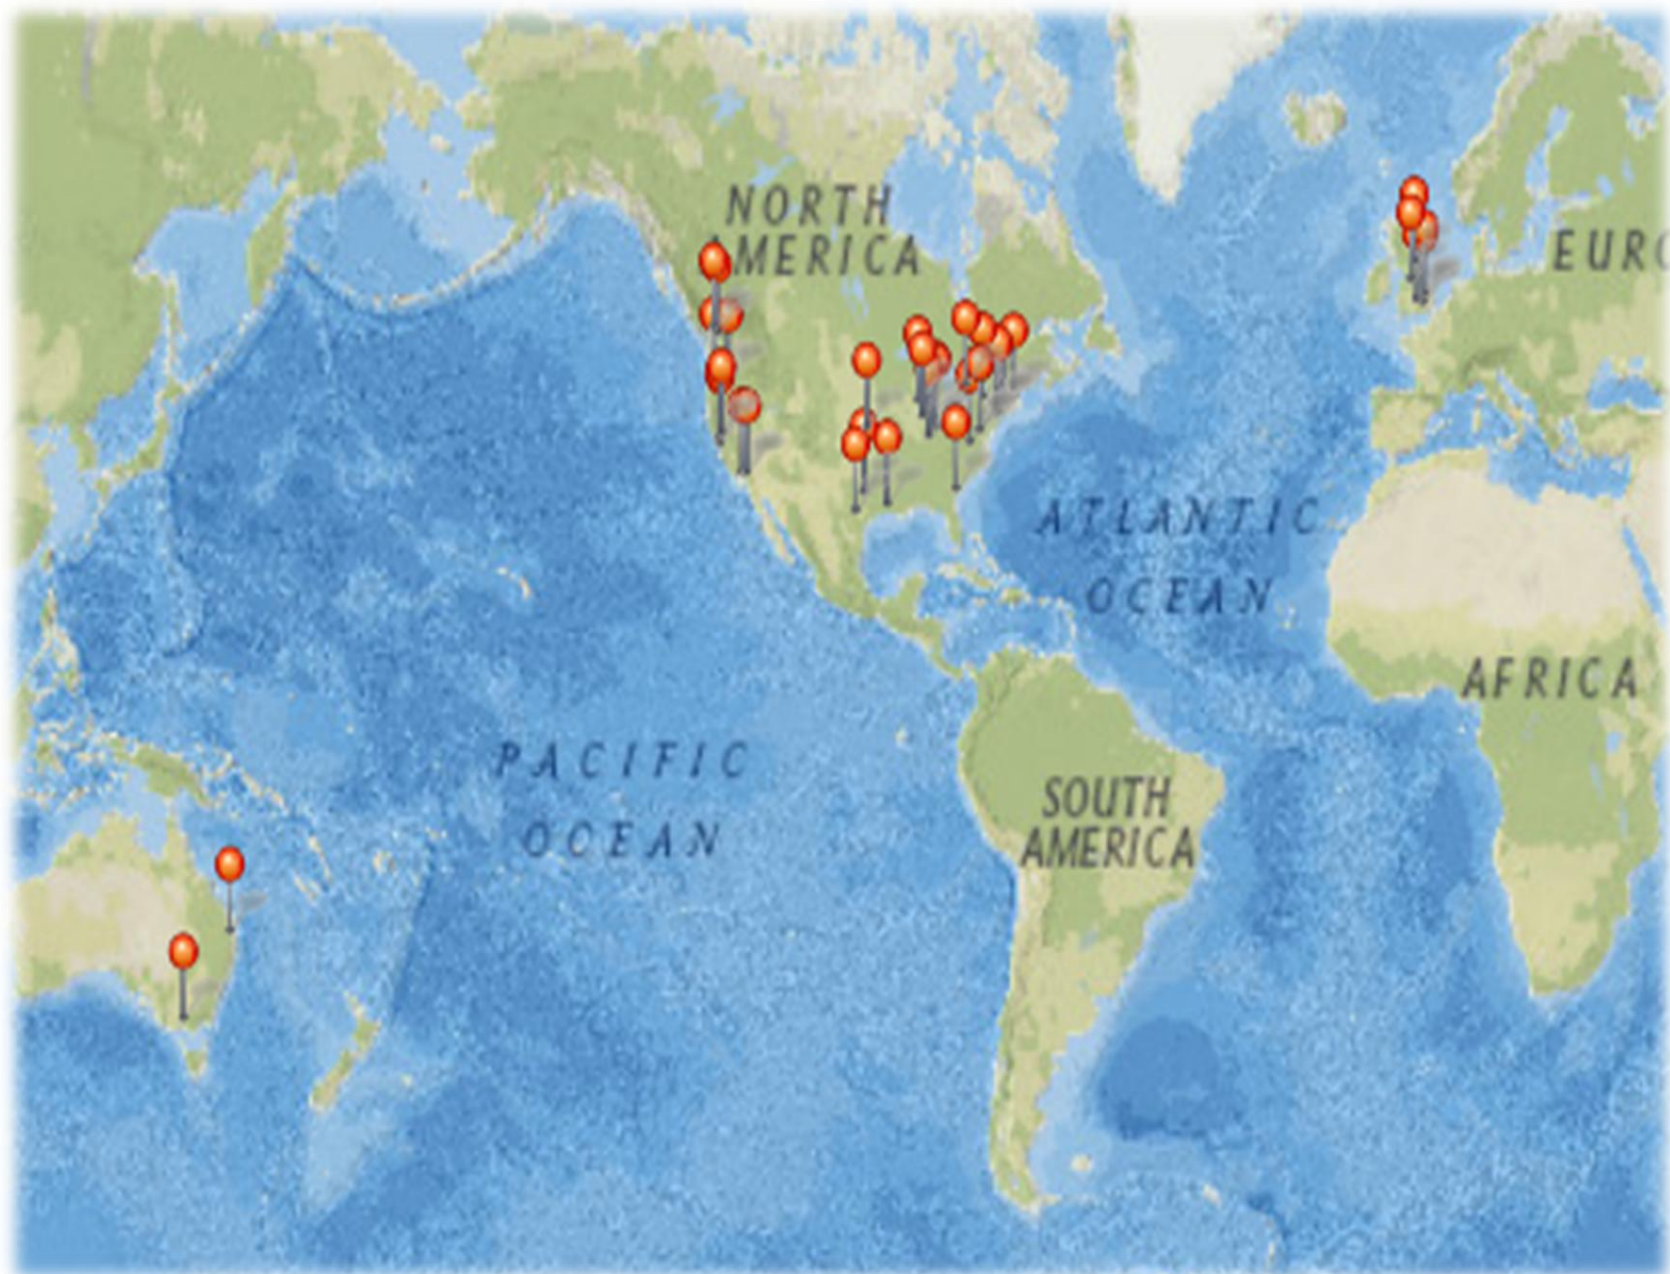 NORTH
AMERICA
EURO
ATLANTIC
OCEAN
AFRICA
PACIFIC
OCEAN
SOUTH
AMERICA